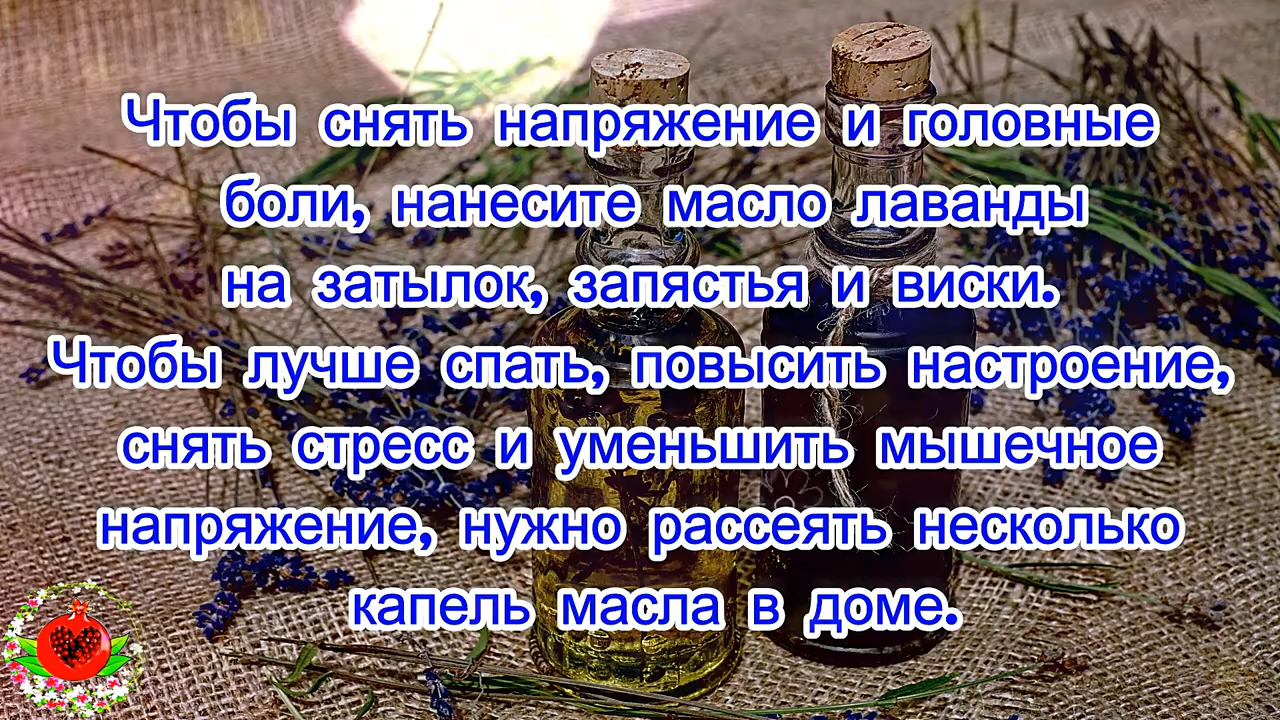 Чтобы снять напряжение и головные
боли, нанесите масло лаванды
на затылок, запястья и виски.
Чтобы лучше спать, повысить настроение,
снять стресс и уменьшить мышечное
напряжение, нужно рассеять несколько
капель масла в доме.